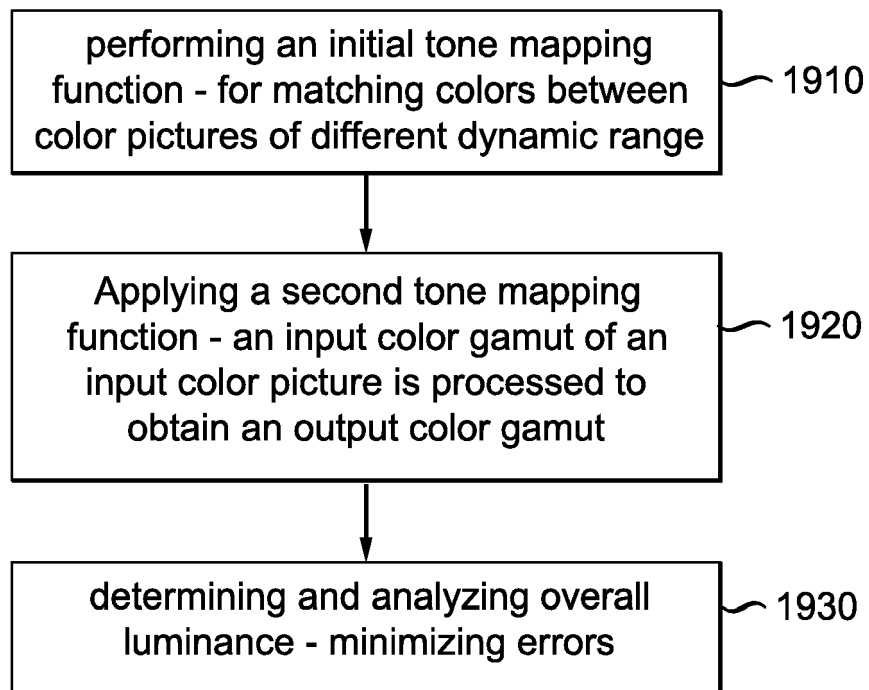 performing an initial tone mapping
function - for matching colors between
color pictures of different dynamic range
1910
Applying a second tone mapping
function - an input color gamut of an
input color picture is processed to
obtain an output color gamut
1920
determining and analyzing overall
luminance - minimizing errors
1930